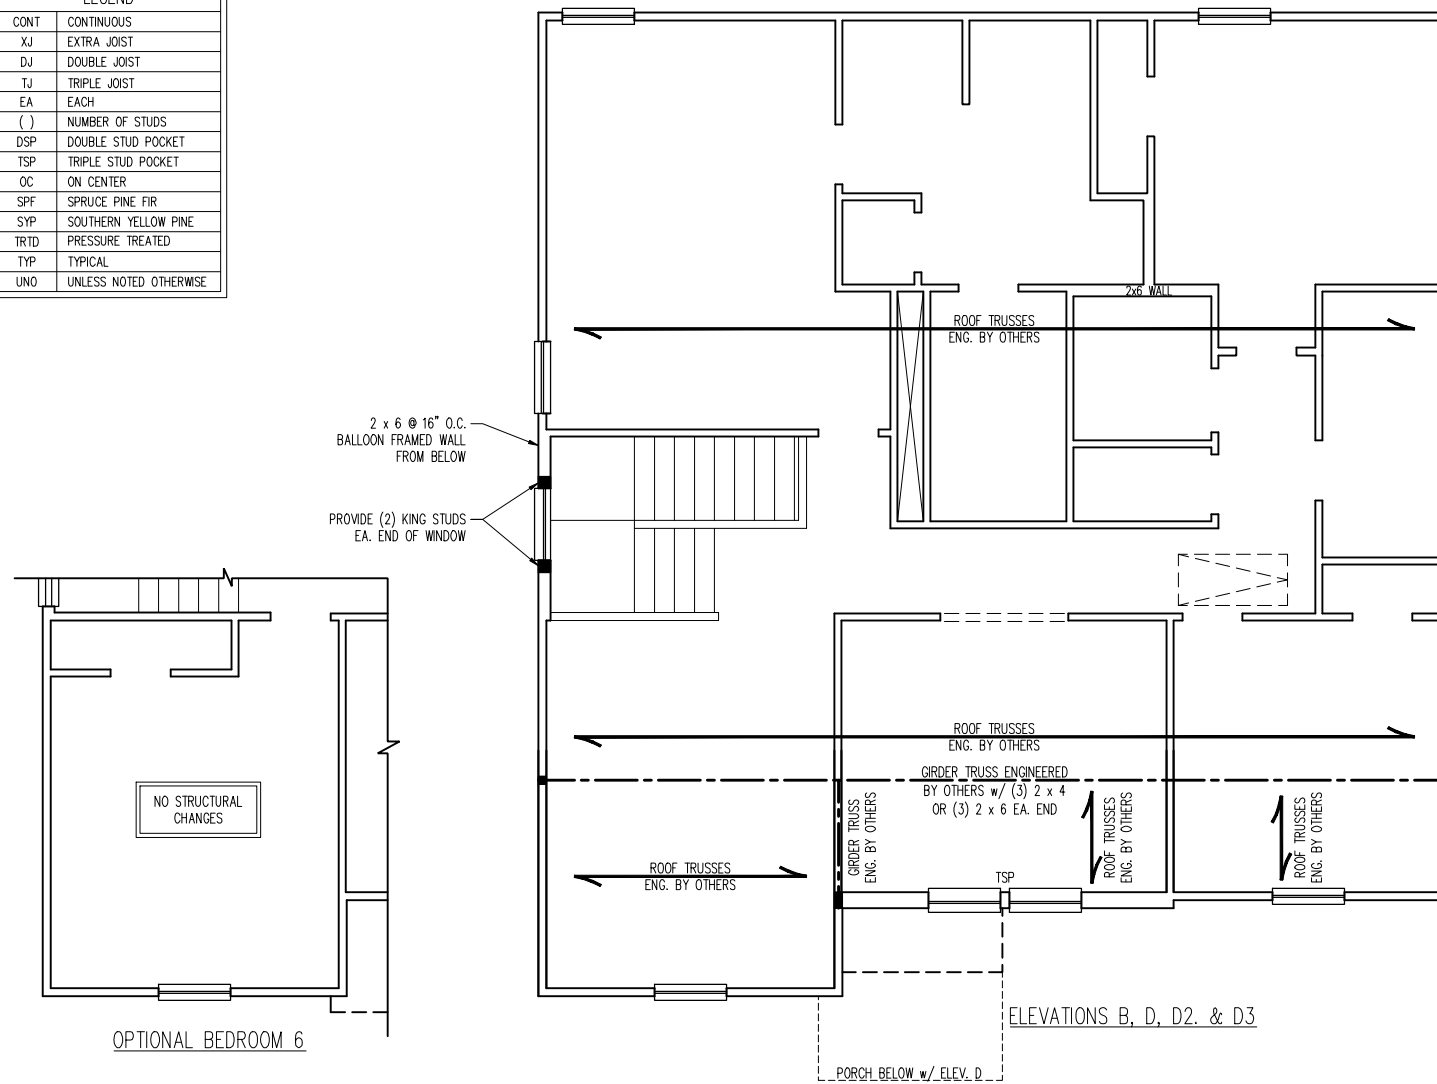 LEGEND
CONT CONTINUOUS
XJ EXTRA JOIST
DJ DOUBLE JOIST
TJ TRIPLE JOIST
EA EACH
( ) NUMBER OF STUDS
DSP DOUBLE STUD POCKET
TSP TRIPLE STUD POCKET
OC ON CENTER
SPF SPRUCE PINE FIR
SYP SOUTHERN YELLOW PINE
TRTD PRESSURE TREATED
TYP TYPICAL
UNO UNLESS NOTED OTHERWISE
2x6 WALL
ROOF TRUSSES
ENG. BY OTHERS
2 x 6 @ 16" O.C.
BALLOON FRAMED WALL
FROM BELOW
PROVIDE (2) KING STUDS
EA. END OF WINDOW
ROOF TRUSSES
ENG. BY OTHERS
GIRDER TRUSS ENGINEERED
BY OTHERS w/ (3) 2 x 4
OR (3) 2 x 6 EA. END
GIRDER TRUSS
ENG. BY OTHERS
ROOF TRUSSES
ENG. BY OTHERS
ROOF TRUSSES
ENG. BY OTHERS
NO STRUCTURAL
CHANGES
ROOF TRUSSES
ENG. BY OTHERS
TSP
ELEVATIONS B, D, D2. & D3
OPTIONAL BEDROOM 6
PORCH BELOW w/ ELEV. D